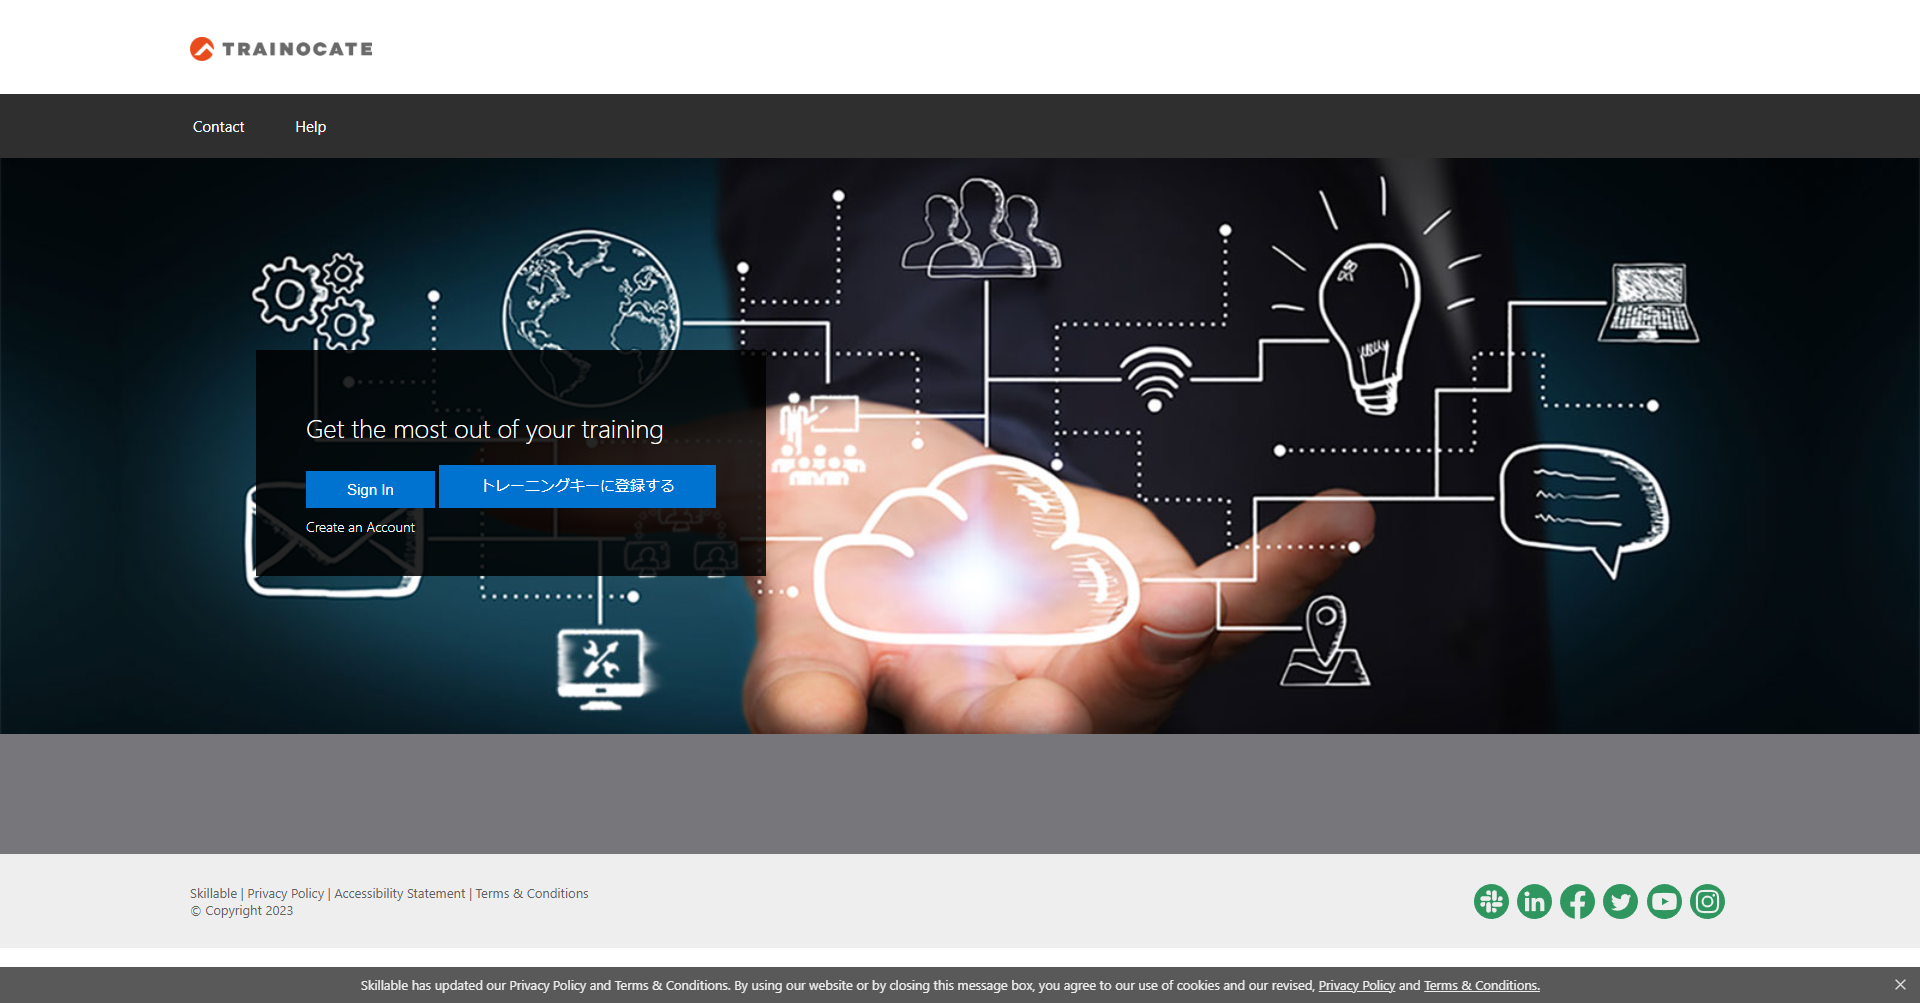 TRAINOCATE
Contact Help
Get the most out of your training
Sign In トレーニングキーに登録する
Create an Account
Skillable | Privacy Policy | Accessibility Statement | Terms & Conditions
© Copyright 2023
Skillable has updated our Privacy Policy and Terms & Conditions. By using our website or by closing this message box, you agree to our use of cookies and our revised, Privacy Policy and Terms & Conditions.